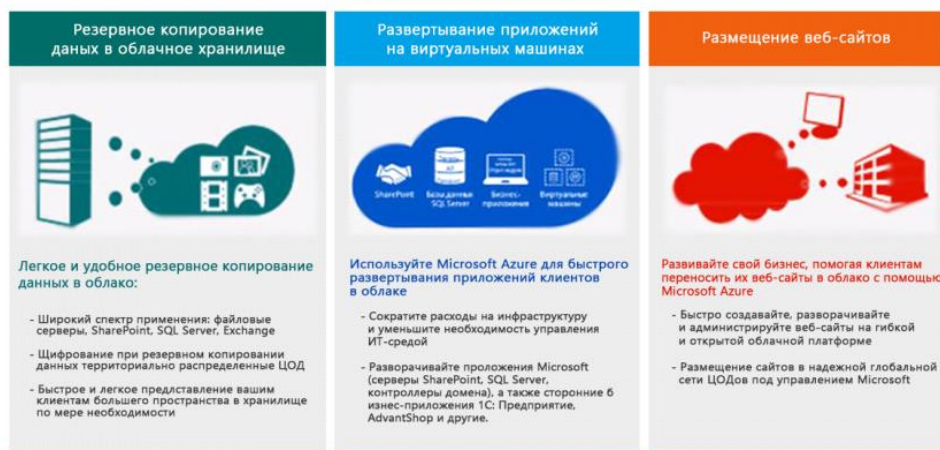 Резервное копирование
даных в облачное хранилище
Легкое и удобное резервное копирование
данных в облако:
- Широкий спектр применения: файловые
серверы, SharePoint, SQL Server, Exchange
- Щифрование при резервном копировании
данных территориально распределенные ЦОД
- Быстрое и легкое предлставление вашим
клиентам большего пространства в хранилище
по мере необходимости
Развертывание приложений
на виртуальных машинах
SharePoint
Базы данных
SQL Server
Бизнес-
приложения
Виртуальные
машины
Используйте Microsoft Azure для быстрого
развертывания приложений клиентов
в облаке
- Сократите расходы на инфраструктуру
и уменьшите необходимость управления
ИТ-средой
- Разворачивайте проложения Microsoft
(серверы SharePoint, SQL Server,
контроллеры домена), а также сторонние б
изнес-приложения 1С: Предприятие,
AdvantShop и другие.
Размещение веб-сайтов
Развивайте свой бизнес, помогая клиентам
переносить их веб-сайты в облако с помощью
Microsoft Azure
- Быстро создавайте, разворачивайте
и администрируйте веб-сайты на гибкой
и открытой облачной платформе
- Размещение сайтов в надежной глобальной
сети ЦОДов под управлением Microsoft